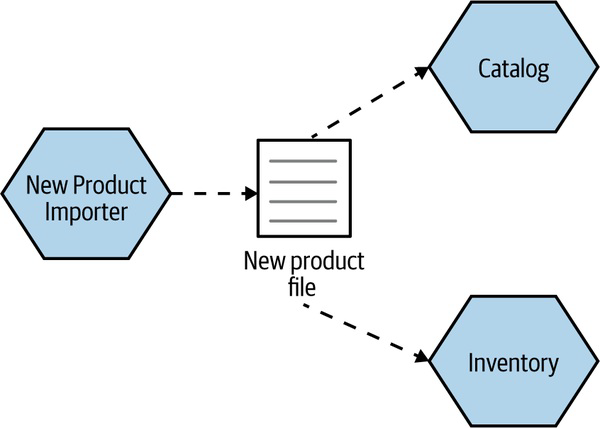 New Product
Importer
New product
file
Catalog
Inventory